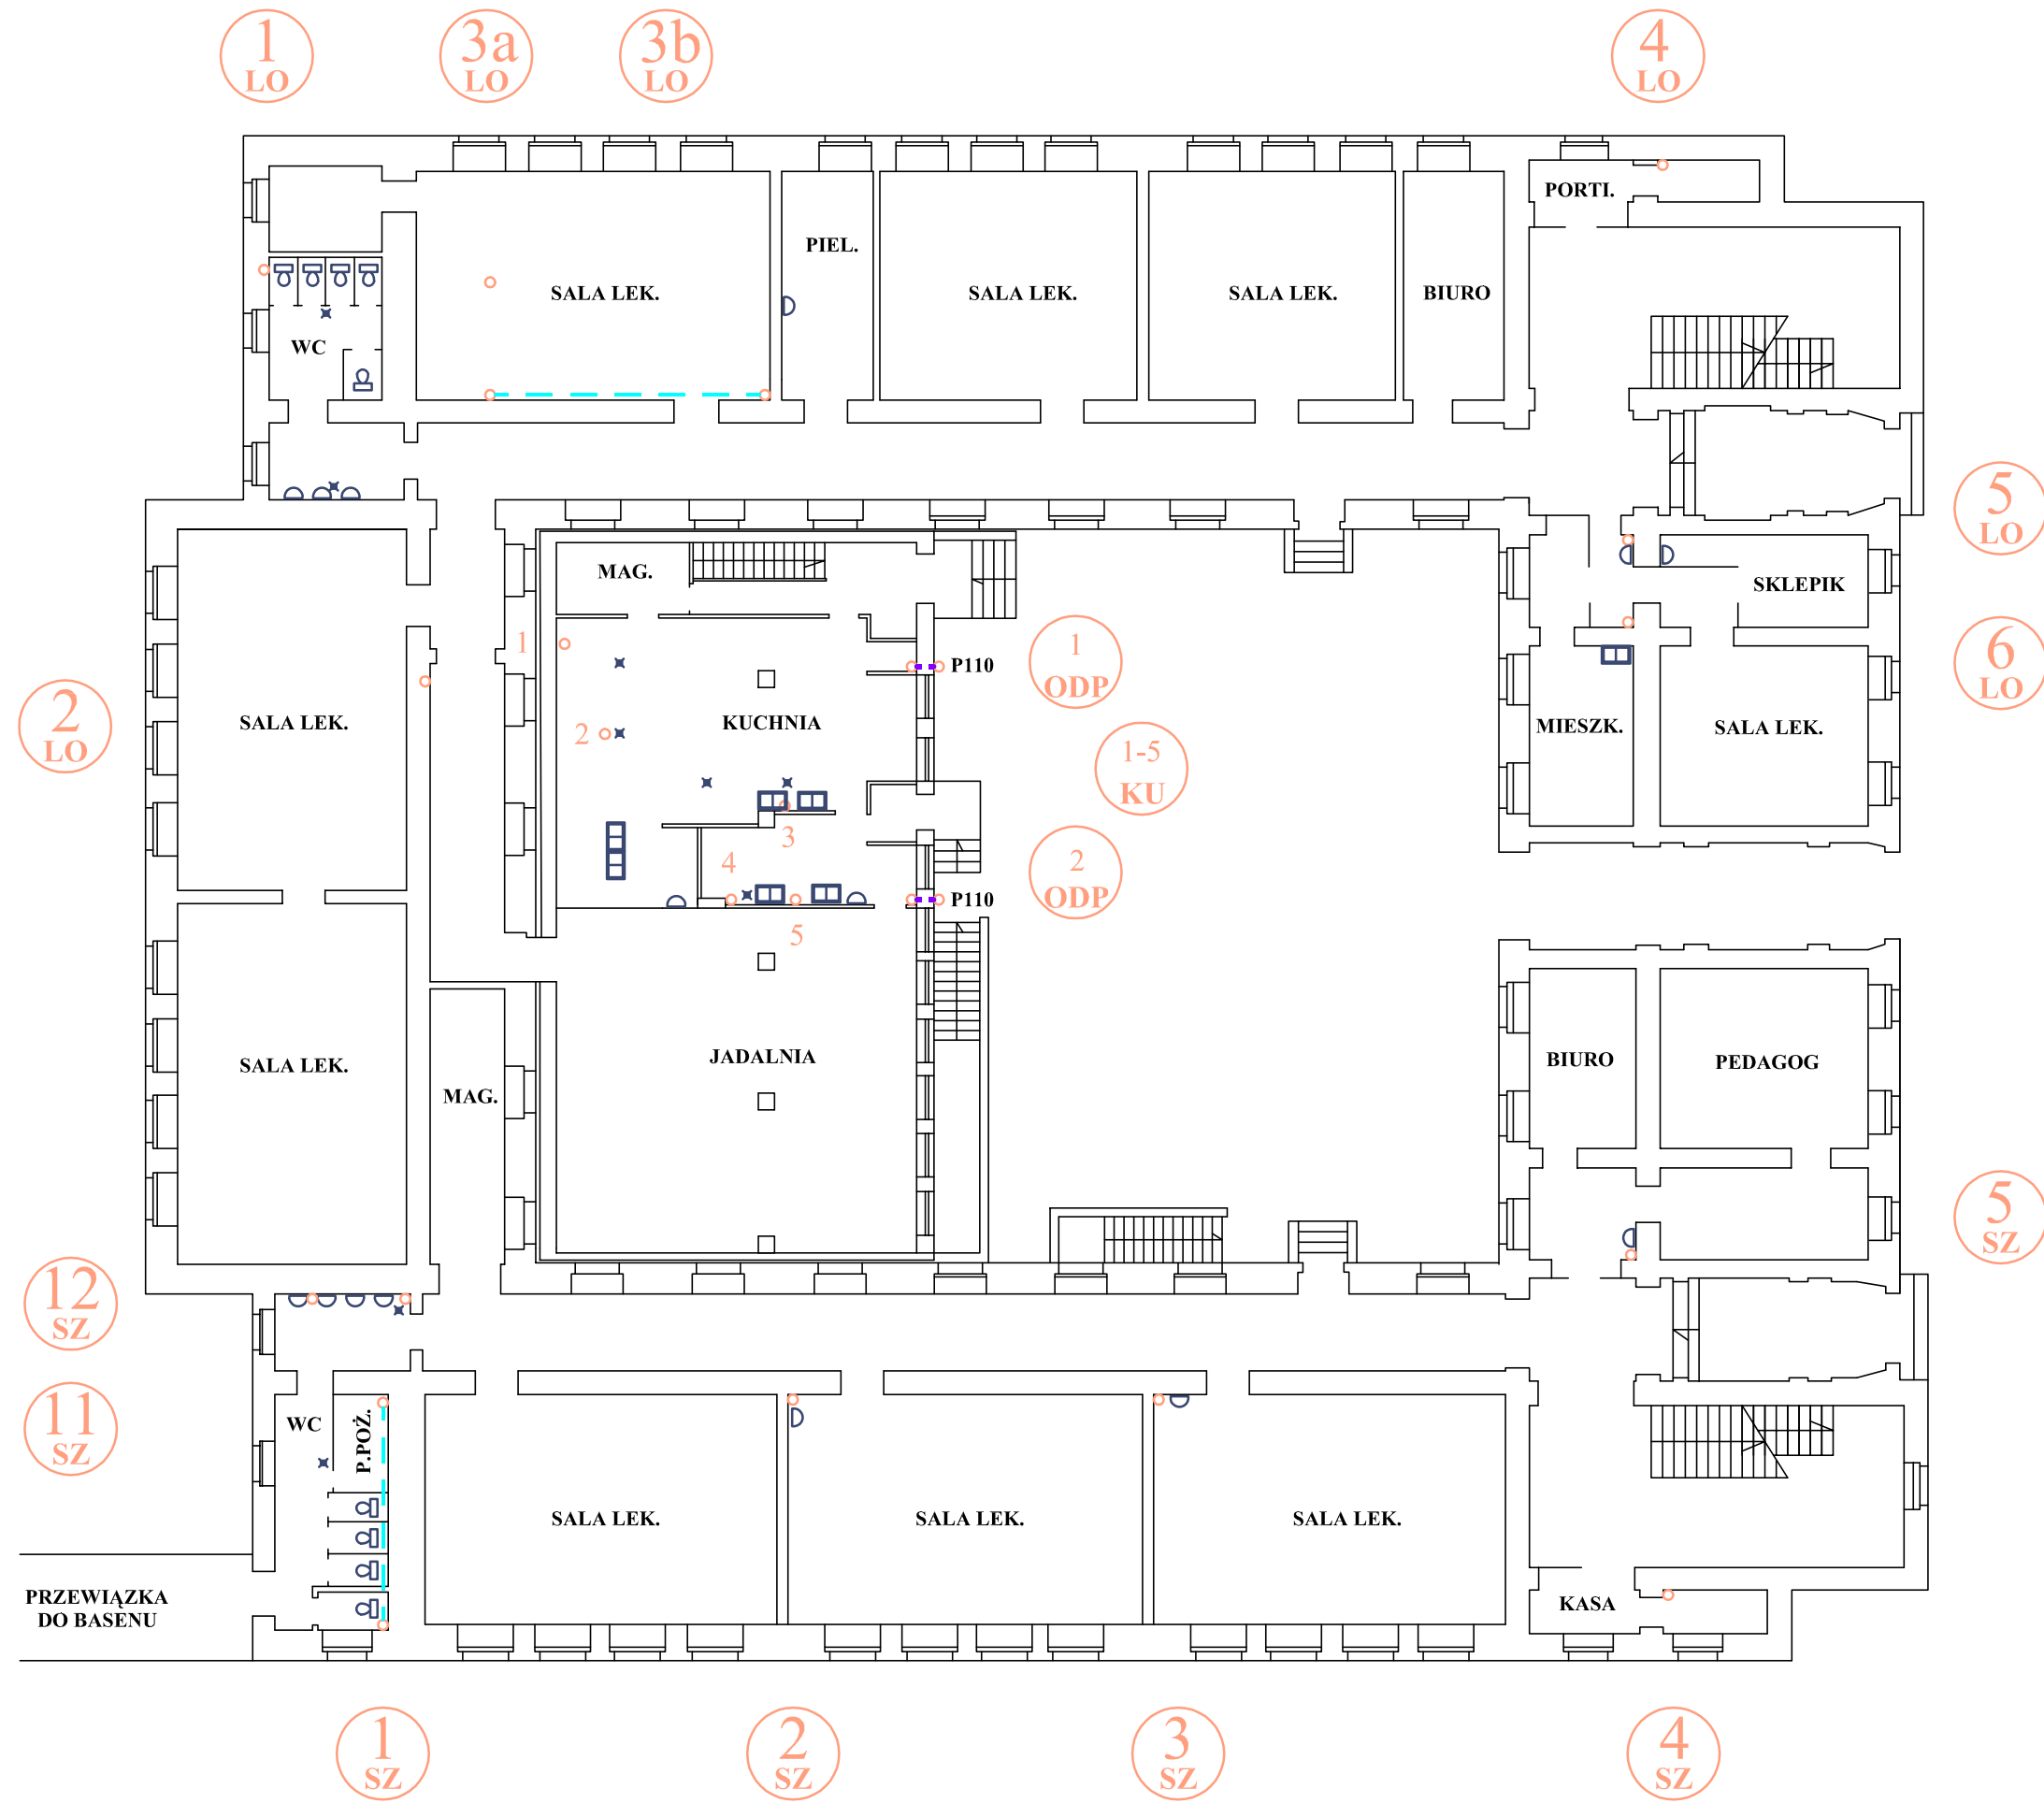 1
LO
3a
LO
3b
LO
4
LO
PORTI.
PIEL.
SALA LEK.
SALA LEK.
SALA LEK.
BIURO
WC
5
LO
MAG.
SKLEPIK
1
P110
1
ODP
6
LO
2
LO
SALA LEK.
2
KUCHNIA
MIESZK.
SALA LEK.
1-5
KU
3
4
2
ODP
P110
5
JADALNIA
SALA LEK.
MAG.
BIURO
PEDAGOG
5
SZ
12
SZ
11
SZ
WC
P.POŻ.
SALA LEK.
SALA LEK.
SALA LEK.
PRZEWIĄZKA
DO BASENU
KASA
1
SZ
2
SZ
3
SZ
4
SZ